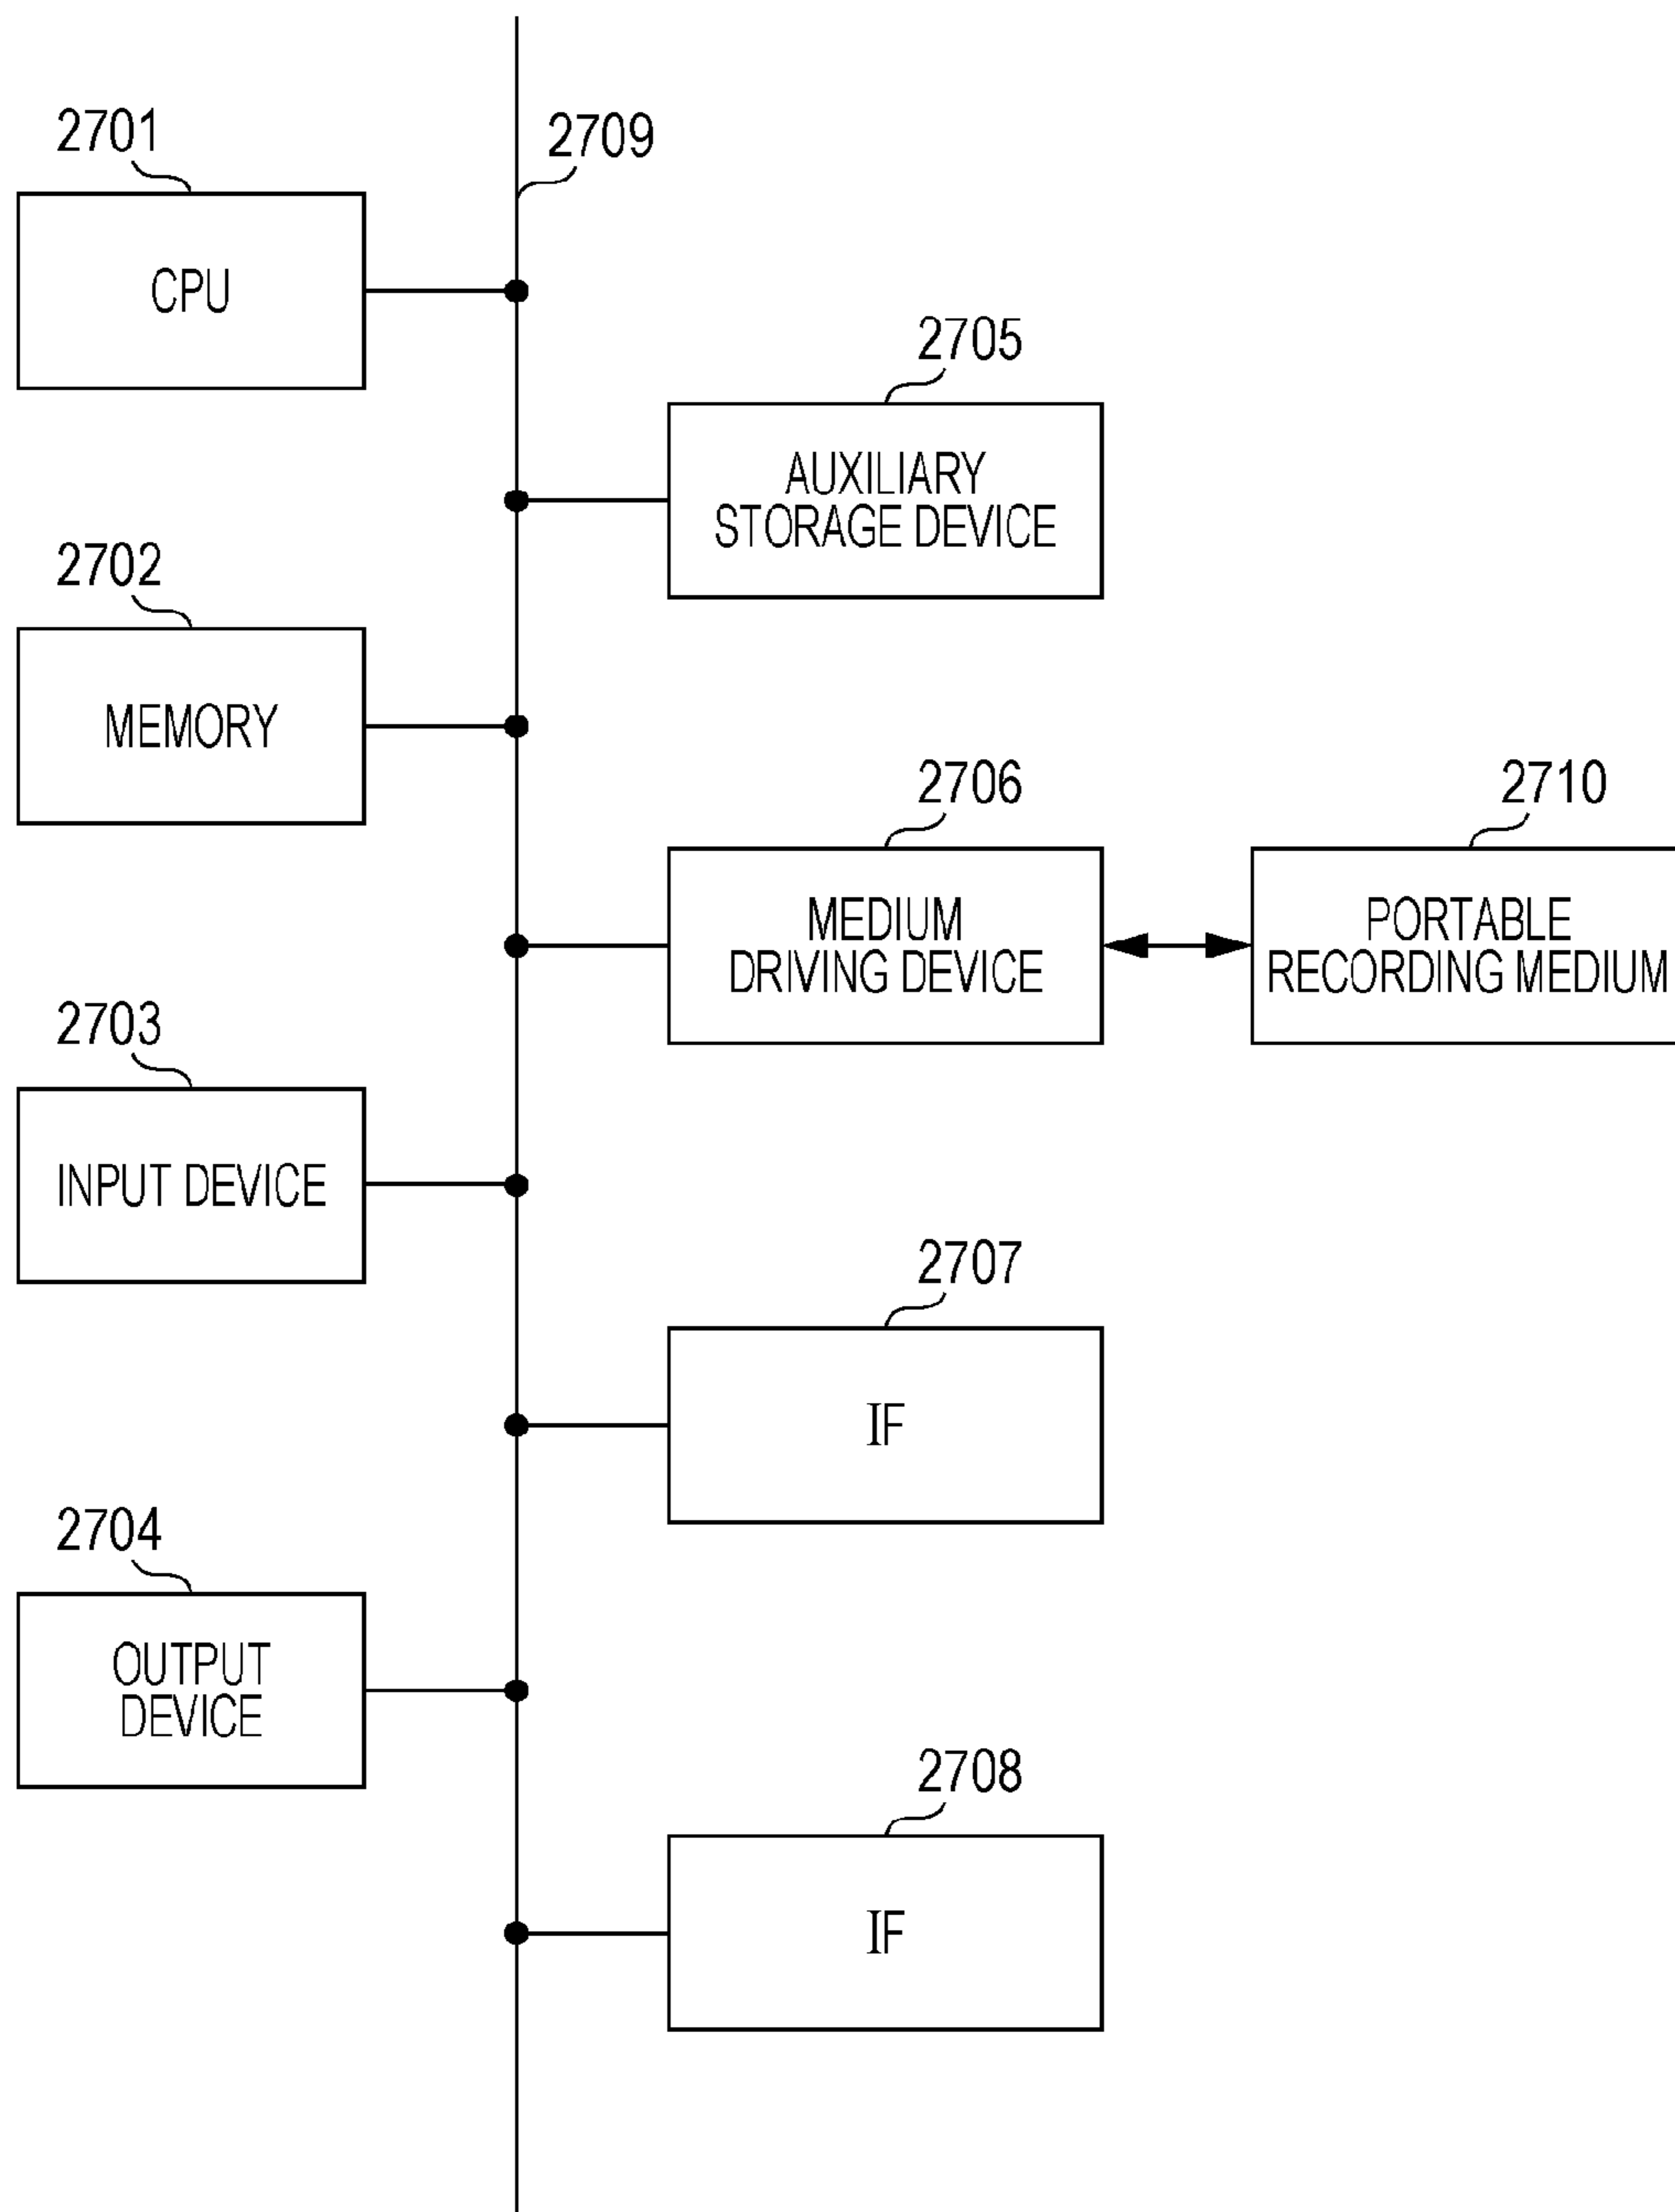 2701
2709
CPU
2705
AUXILIARY
STORAGE DEVICE
2702
MEMORY
2706
2710
MEDIUM
DRIVING DEVICE
PORTABLE
RECORDING MEDIUM
2703
INPUT DEVICE
2707
IF
2704
OUTPUT
DEVICE
2708
IF